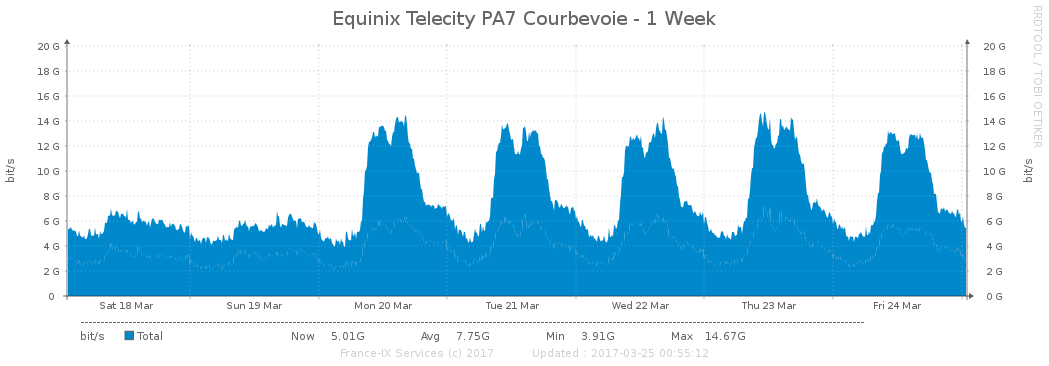 Equinix Telecity PA7 Courbevoie - 1 Week
RRDTOOL / TOBI OETIKER
20 G 20 G
18 G 18 G
16 G 16 G
14 G 14 G
12 G 12 G
10 G 10 G
8 G 8 G
6 G 6 G
4 G 4 G
2 G 2 G
0 0 G
bit/s bit/s
Sat 18 Mar Sun 19 Mar Mon 20 Mar Tue 21 Mar Wed 22 Mar Thu 23 Mar Fri 24 Mar
bit/s Total Now 5.01G Avg 7.75G Min 3.91G Max 14.67G
France-IX Services (c) 2017 Updated : 2017-03-25 00:55:12